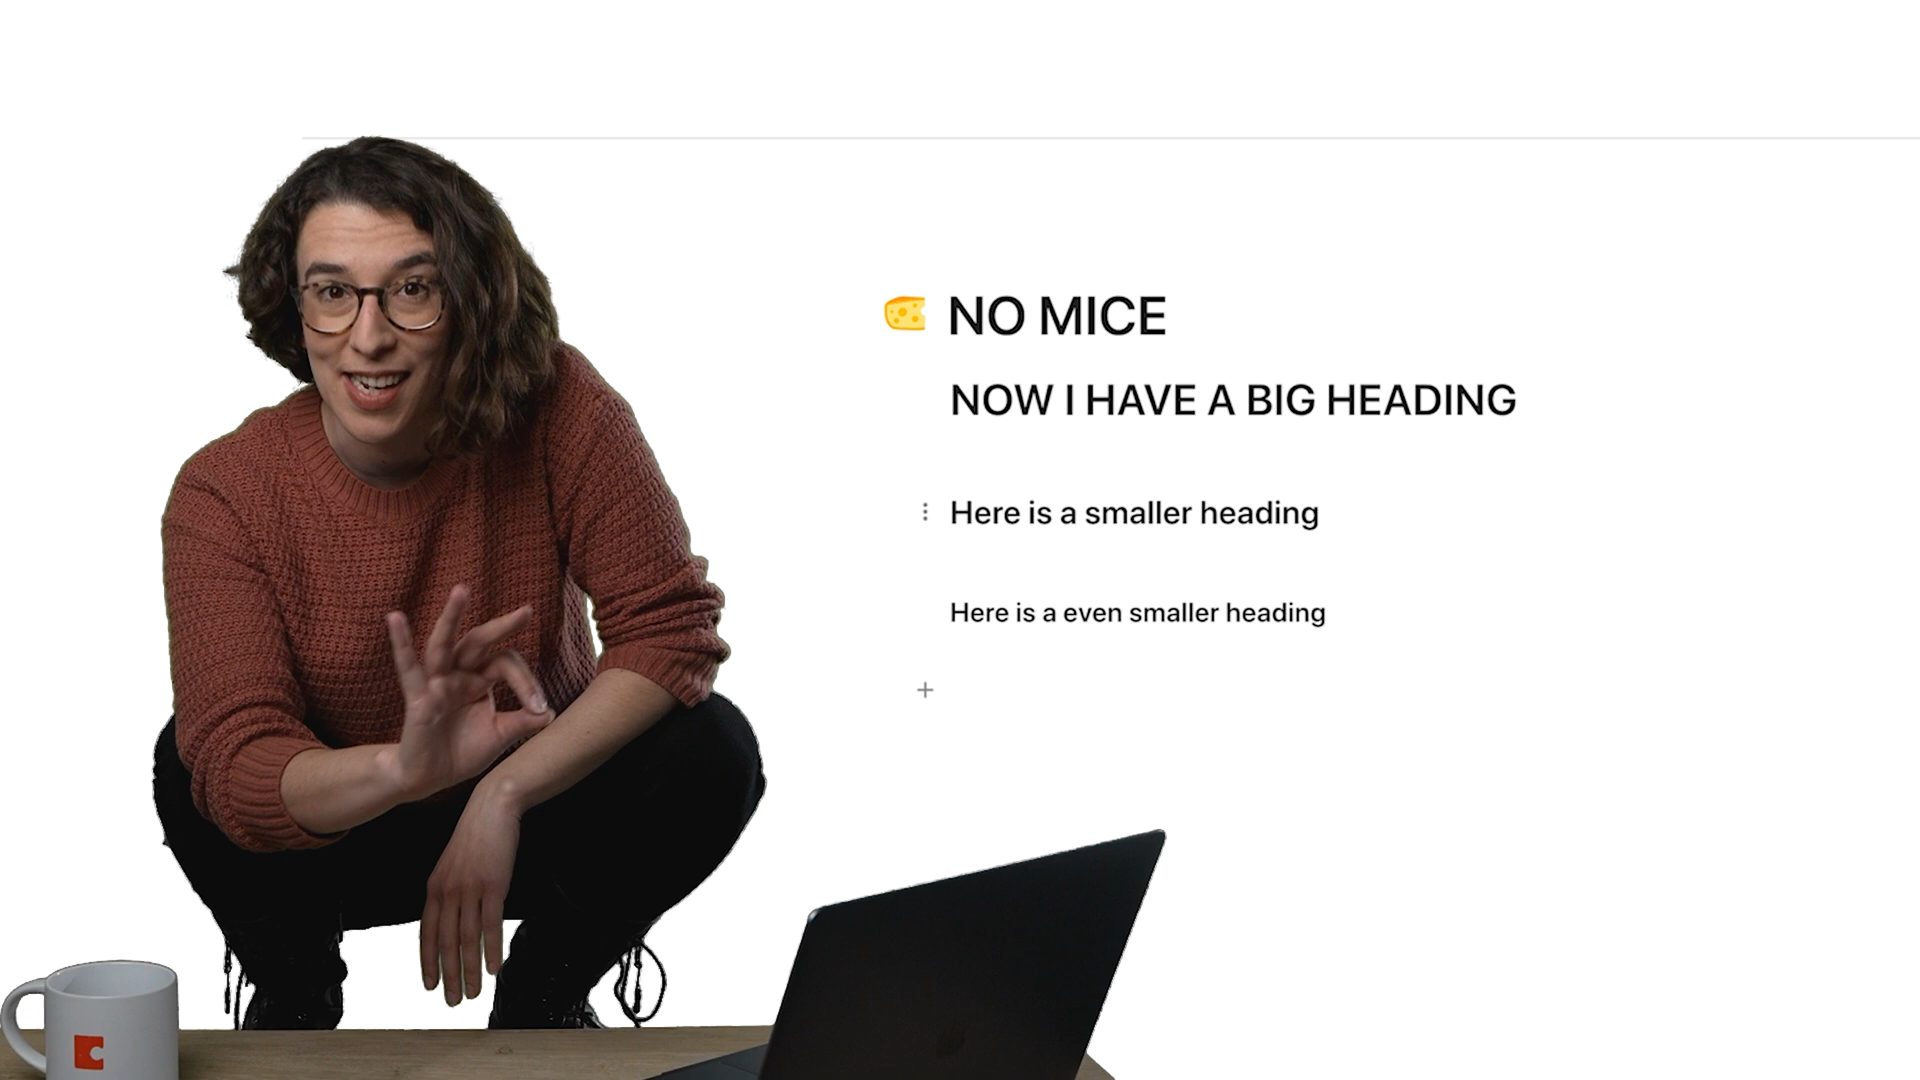 NO MICE
NOW I HAVE A BIG HEADING
Here is a smaller heading
Here is a even smaller heading